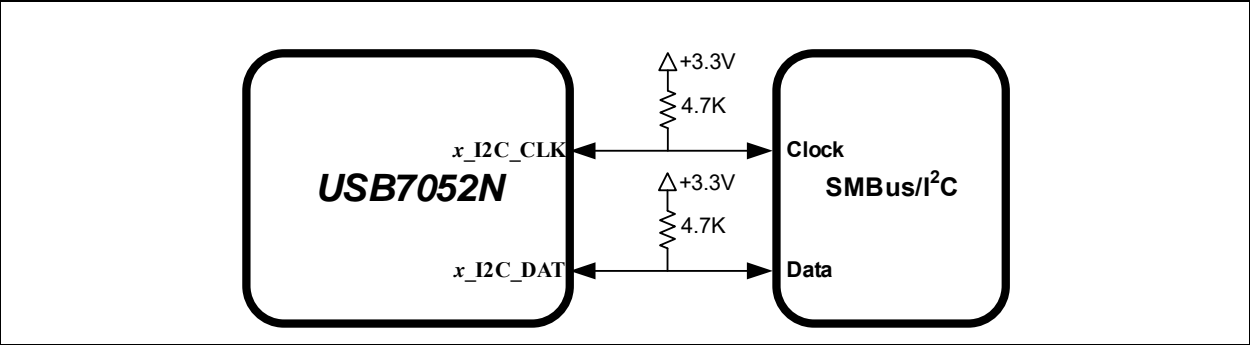 +3.3V
4.7K
x_I2C_CLK
Clock
USB7052N
+3.3V
SMBus/I²C
4.7K
x_I2C_DAT
Data